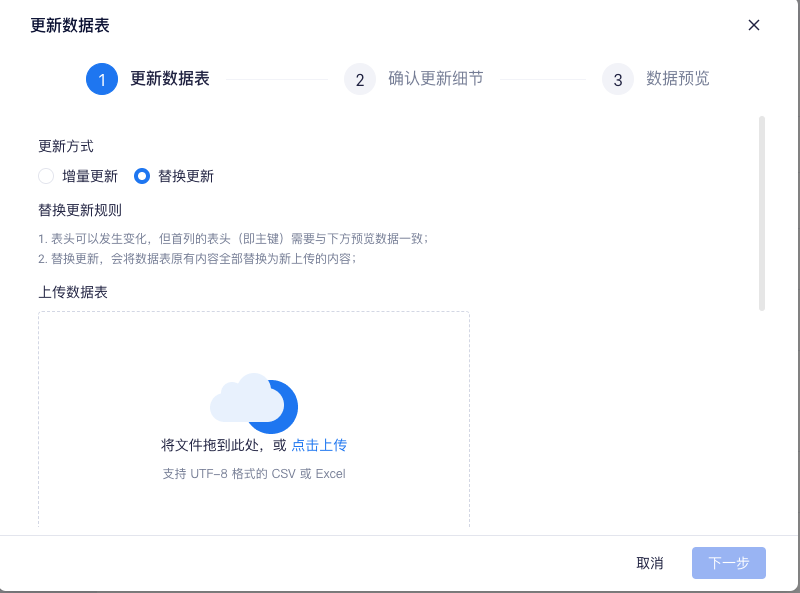 更新数据表
1 更新数据表 2 确认更新细节 3 数据预览
更新方式
增量更新 替换更新
替换更新规则
1. 表头可以发生变化，但首列的表头（即主键）需要与下方预览数据一致；
2. 替换更新，会将数据表原有内容全部替换为新上传的内容；
上传数据表
将文件拖到此处，或 点击上传
支持 UTF-8 格式的 CSV 或 Excel
取消 下一步